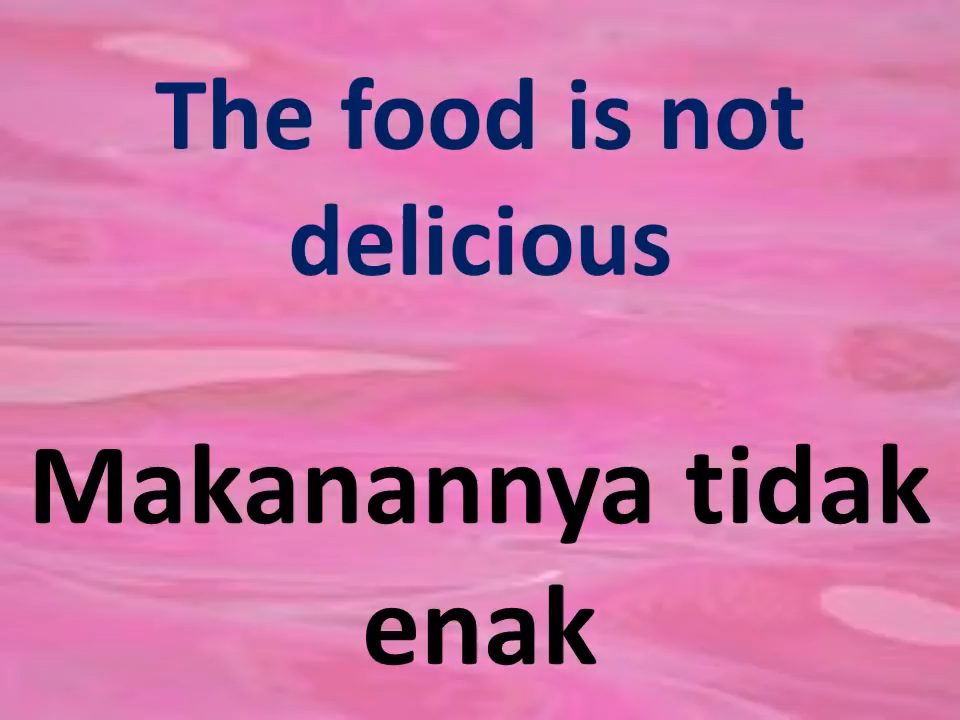 The food is not
delicious
Makanannya tidak
enak